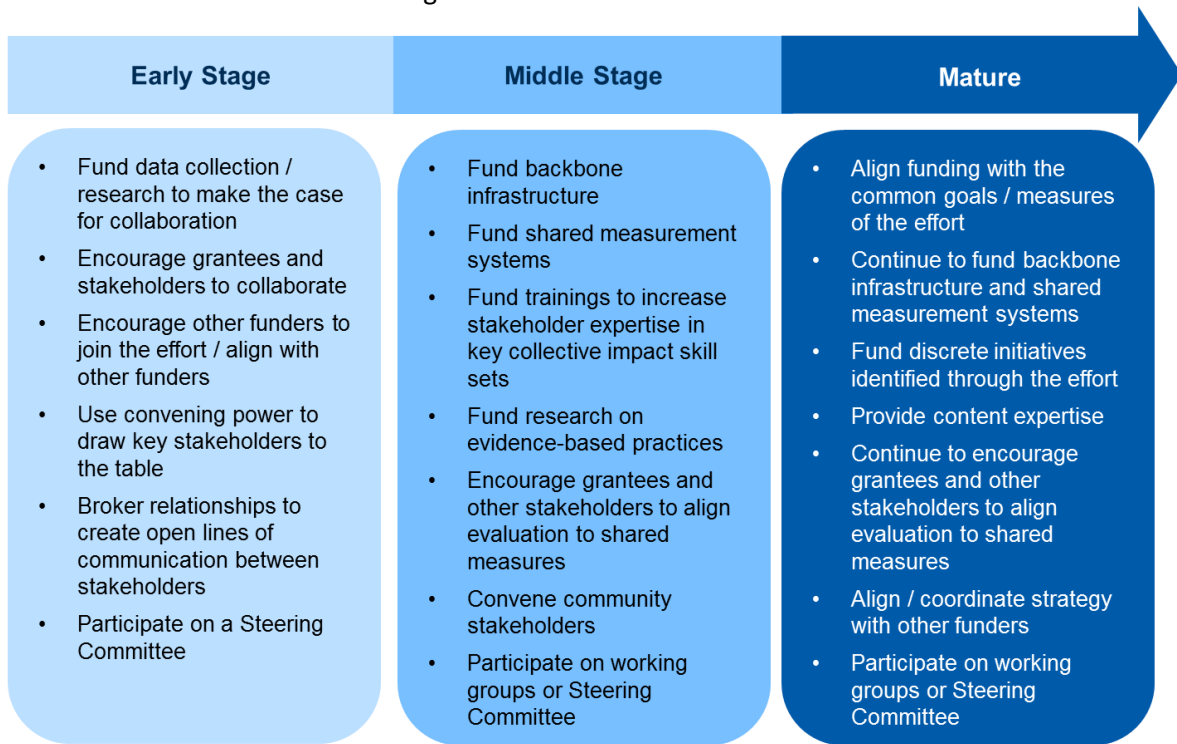 Early Stage
Middle Stage
Mature
• Fund data collection /
research to make the case
for collaboration
• Encourage grantees and
stakeholders to collaborate
• Encourage other funders to
join the effort / align with
other funders
• Use convening power to
draw key stakeholders to
the table
• Broker relationships to
create open lines of
communication between
stakeholders
• Participate on a Steering
Committee
• Fund backbone
infrastructure
• Fund shared measurement
systems
• Fund trainings to increase
stakeholder expertise in
key collective impact skill
sets
• Fund research on
evidence-based practices
• Encourage grantees and
other stakeholders to align
evaluation to shared
measures
• Convene community
stakeholders
• Participate on working
groups or Steering
Committee
• Align funding with the
common goals / measures
of the effort
• Continue to fund backbone
infrastructure and shared
measurement systems
• Fund discrete initiatives
identified through the effort
• Provide content expertise
• Continue to encourage
grantees and other
stakeholders to align
evaluation to shared
measures
• Align / coordinate strategy
with other funders
• Participate on working
groups or Steering
Committee